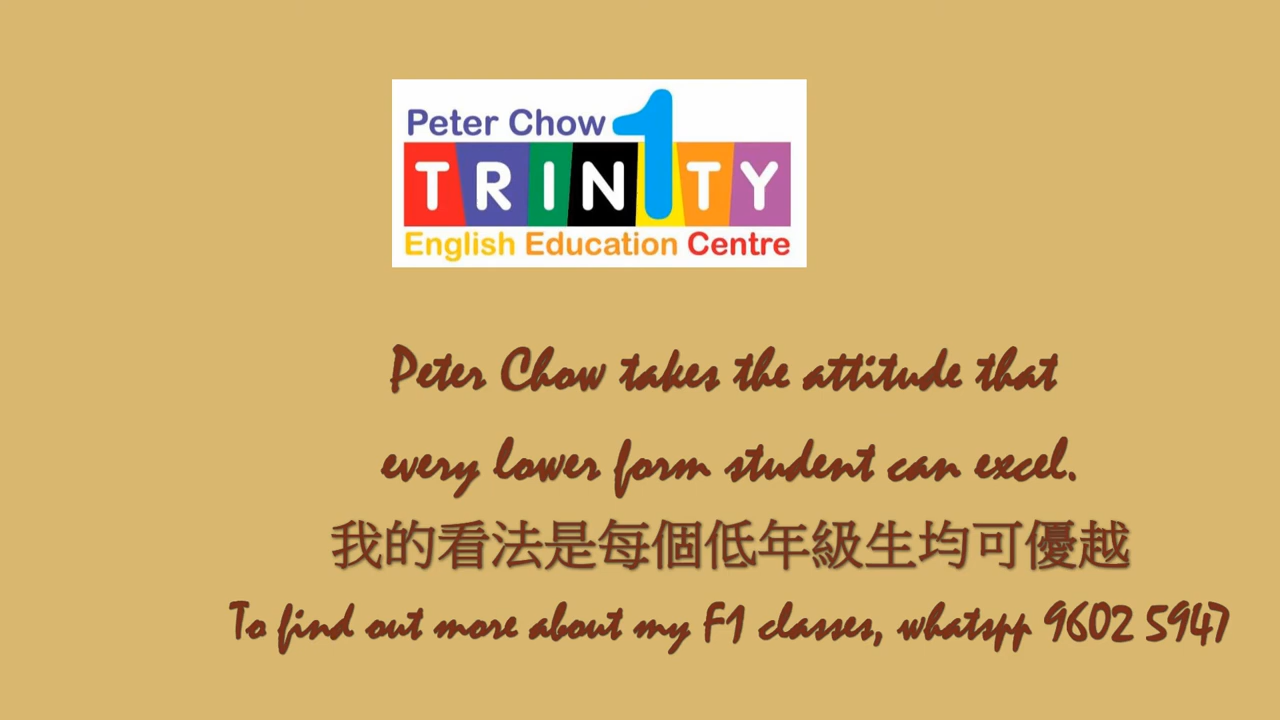 Peter Chow
TRIN1TY
English Education Centre
Peter Chow takes the attitude that
every lower form student can excel.
我的看法是每個低年級生均可優越
To find out more about my F1 classes, whatspp 9602 5947